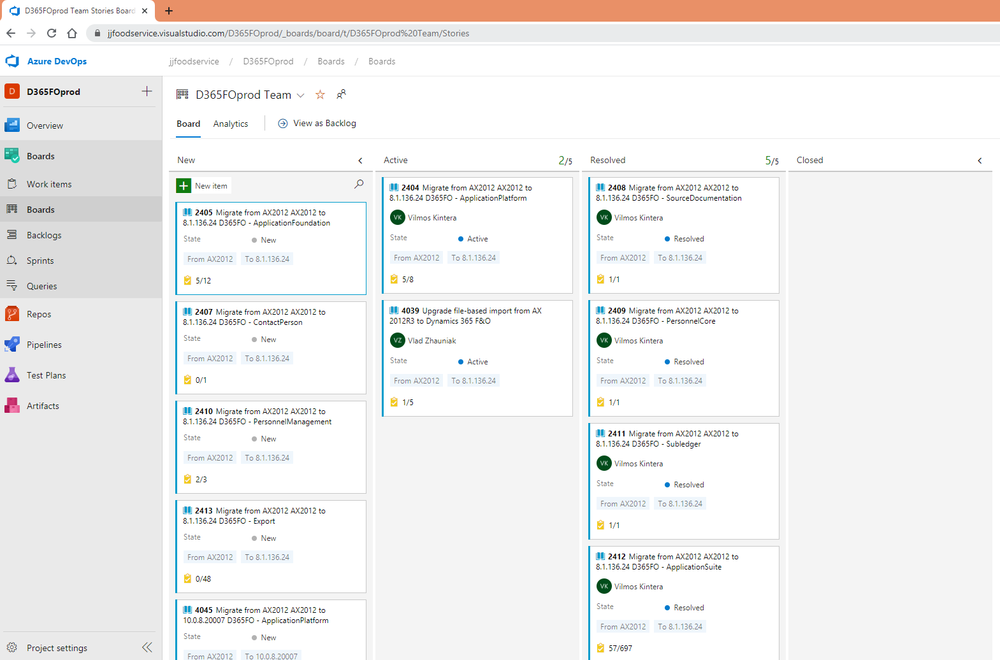 D365FOprod Team Stories Board
jjfoodservice.visualstudio.com/D365FOprod/_boards/board/t/D365FOprod%20Team/Stories
Azure DevOps
jjfoodservice / D365FOprod / Boards / Boards
D D365FOprod
Overview
Boards
Work items
Boards
Backlogs
Sprints
Queries
Repos
Pipelines
Test Plans
Artifacts
Project settings
D365FOprod Team
Board Analytics View as Backlog
New
New item
2405 Migrate from AX2012 AX2012 to
8.1.136.24 D365FO - ApplicationFoundation
State New
From AX2012 To 8.1.136.24
5/12
2407 Migrate from AX2012 AX2012 to
8.1.136.24 D365FO - ContactPerson
State New
From AX2012 To 8.1.136.24
0/1
2410 Migrate from AX2012 AX2012 to
8.1.136.24 D365FO - PersonnelManagement
State New
From AX2012 To 8.1.136.24
2/3
2413 Migrate from AX2012 AX2012 to
8.1.136.24 D365FO - Export
State New
From AX2012 To 8.1.136.24
0/48
4045 Migrate from AX2012 AX2012 to
10.0.8.20007 D365FO - ApplicationPlatform
State New
From AX2012 To 10.0.8.20007
Active 2/5
2404 Migrate from AX2012 AX2012 to
8.1.136.24 D365FO - ApplicationPlatform
VK Vilmos Kintera
State Active
From AX2012 To 8.1.136.24
5/8
4039 Upgrade file-based import from AX
2012R3 to Dynamics 365 F&O
VZ Vlad Zhauniak
State Active
From AX2012 To 8.1.136.24
1/5
Resolved 5/5
2408 Migrate from AX2012 AX2012 to
8.1.136.24 D365FO - SourceDocumentation
VK Vilmos Kintera
State Resolved
From AX2012 To 8.1.136.24
1/1
2409 Migrate from AX2012 AX2012 to
8.1.136.24 D365FO - PersonnelCore
VK Vilmos Kintera
State Resolved
From AX2012 To 8.1.136.24
1/1
2411 Migrate from AX2012 AX2012 to
8.1.136.24 D365FO - Subledger
VK Vilmos Kintera
State Resolved
From AX2012 To 8.1.136.24
1/1
2412 Migrate from AX2012 AX2012 to
8.1.136.24 D365FO - ApplicationSuite
VK Vilmos Kintera
State Resolved
From AX2012 To 8.1.136.24
57/697
Closed